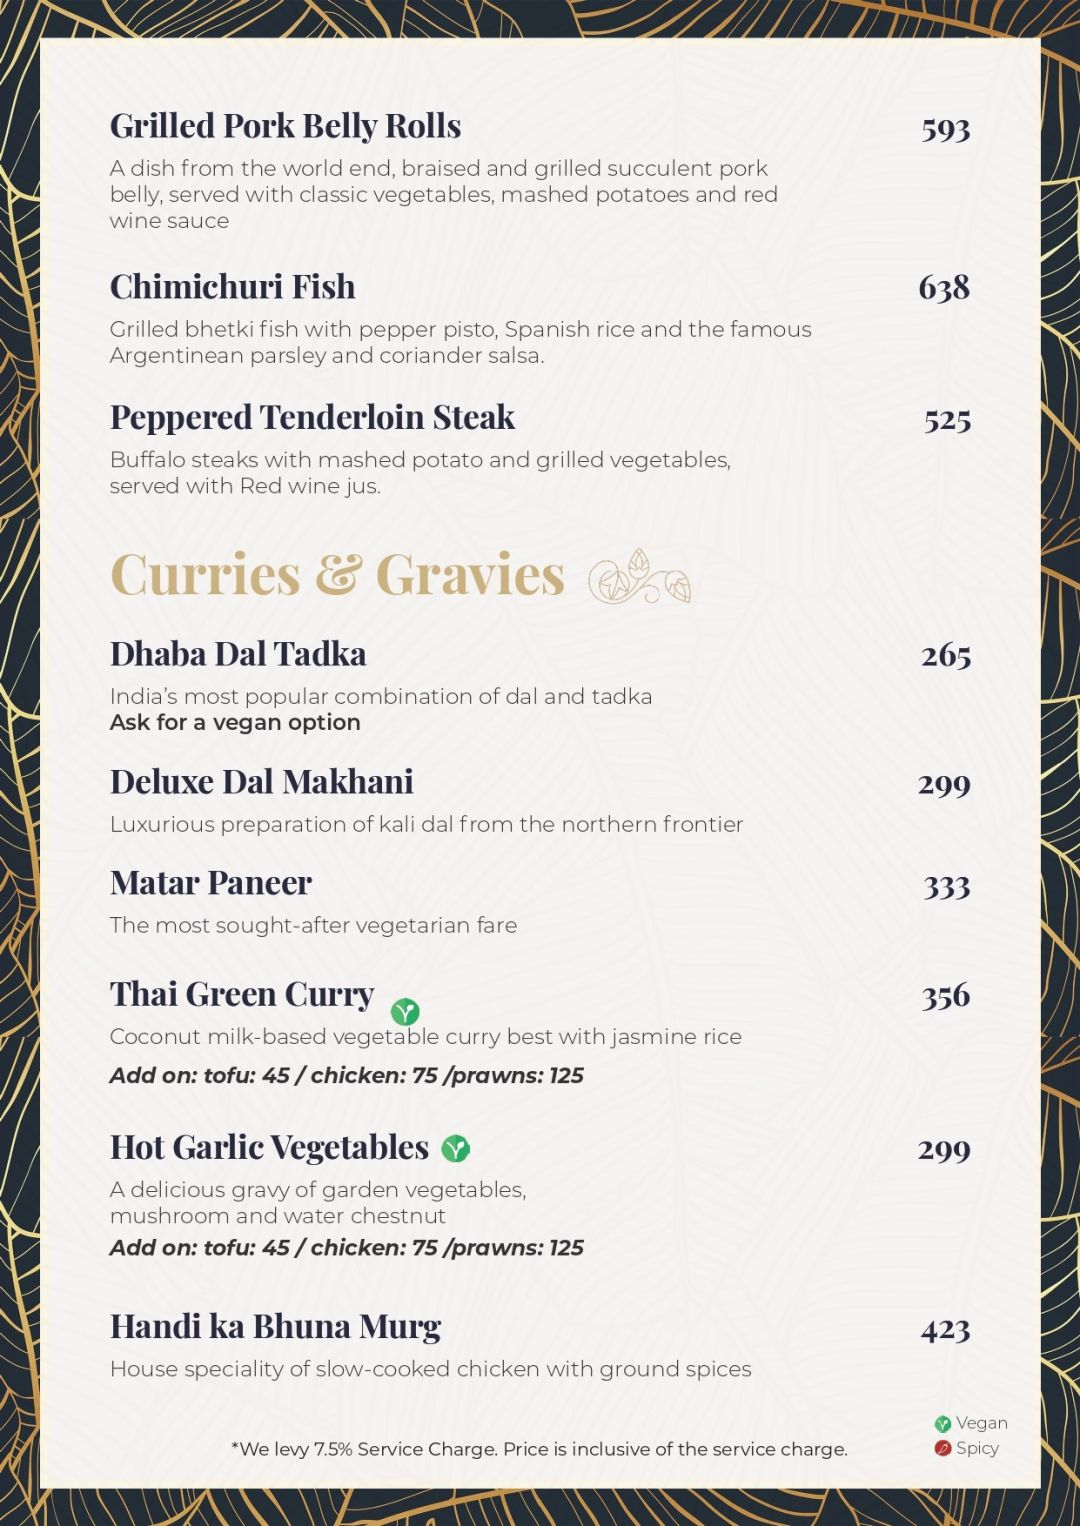 Grilled Pork Belly Rolls 593
A dish from the world end, braised and grilled succulent pork
belly, served with classic vegetables, mashed potatoes and red
wine sauce
Chimichuri Fish 638
Grilled bhetki fish with pepper pisto, Spanish rice and the famous
Argentinean parsley and coriander salsa.
Peppered Tenderloin Steak 525
Buffalo steaks with mashed potato and grilled vegetables,
served with Red wine jus.
Curries & Gravies
Dhaba Dal Tadka 265
India's most popular combination of dal and tadka
Ask for a vegan option
Deluxe Dal Makhani 299
Luxurious preparation of kali dal from the northern frontier
Matar Paneer 333
The most sought-after vegetarian fare
Thai Green Curry 356
Coconut milk-based vegetable curry best with jasmine rice
Add on: tofu: 45 / chicken: 75 /prawns: 125
Hot Garlic Vegetables 299
A delicious gravy of garden vegetables,
mushroom and water chestnut
Add on: tofu: 45 / chicken: 75 /prawns: 125
Handi ka Bhuna Murg 423
House speciality of slow-cooked chicken with ground spices
Vegan
Spicy
*We levy 7.5% Service Charge. Price is inclusive of the service charge.